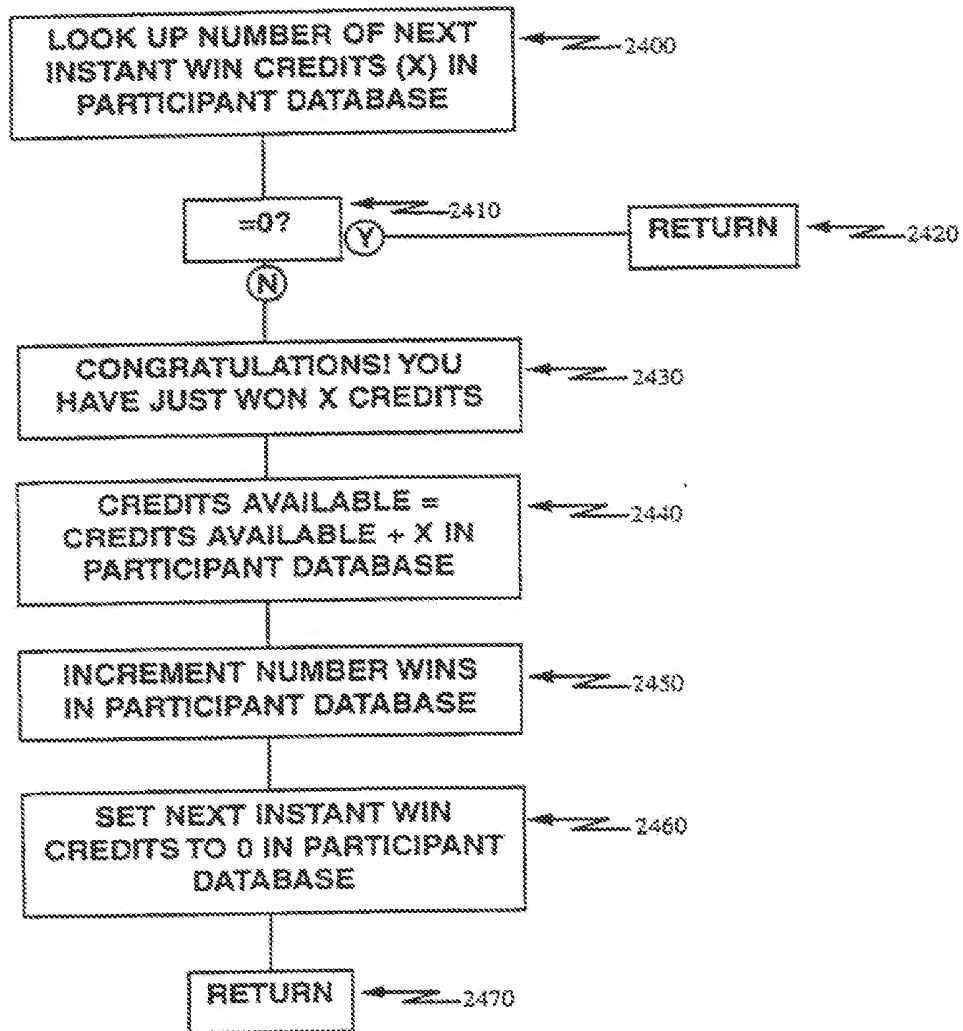 LOOK UP NUMBER OF NEXT
INSTANT WIN CREDITS (X) IN
PARTICIPANT DATABASE
2400
=0?
2410
Y
RETURN
2420
N
CONGRATULATIONS! YOU
HAVE JUST WON X CREDITS
2430
CREDITS AVAILABLE =
CREDITS AVAILABLE + X IN
PARTICIPANT DATABASE
2440
INCREMENT NUMBER WINS
IN PARTICIPANT DATABASE
2450
SET NEXT INSTANT WIN
CREDITS TO 0 IN PARTICIPANT
DATABASE
2460
RETURN
2470